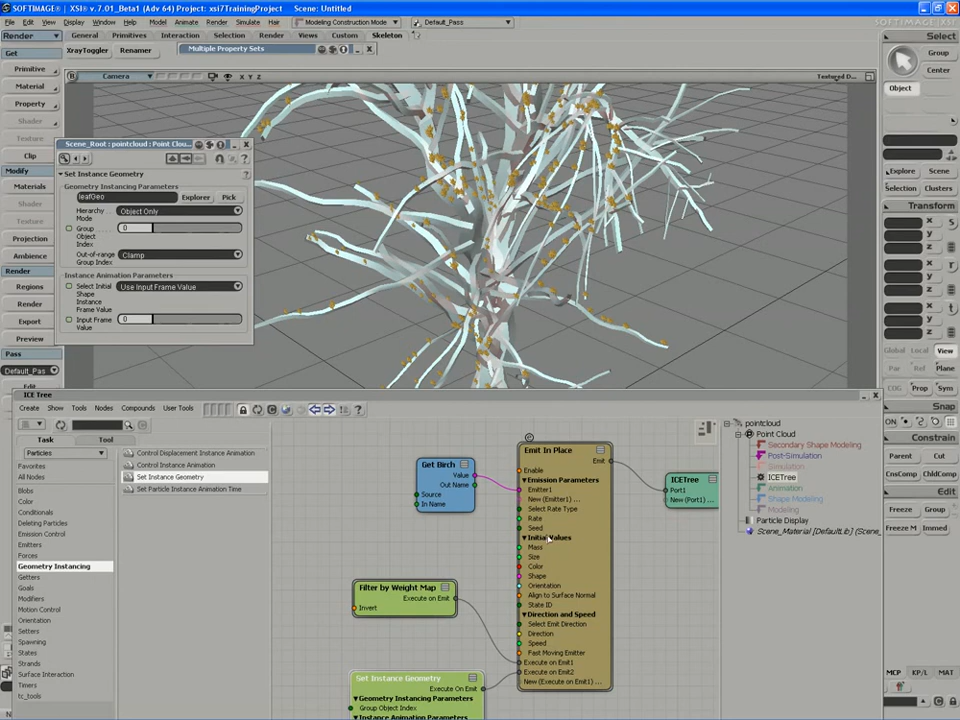 SOFTIMAGE® | XSI® v.7.01_Beta1 (Adv 64) Project: xsi7TrainingProject Scene: Untitled
File Edit View Display Window Model Animate Render Simulate Hair Modeling Construction Mode Default_Pass SOFTIMAGE | XSI
Render General Primitives Interaction Selection Render Views Custom Skeleton Select
XrayToggler Renamer Multiple Property Sets
Get
Primitive
Material
Property
Shader
Texture
Clip
Modify
Materials
Shader
Texture
Projection
Ambience
Render
Regions
Render
Export
Preview
Pass
Default_Pas
Edit
Camera X Y Z Textured D...
Scene_Root : pointcloud : Point Clou...
Set Instance Geometry
Geometry Instancing Parameters
leafGeo Explorer Pick
Hierarchy Mode Object Only
Group Object Index 0
Out-of-range Group Index Clamp
Instance Animation Parameters
Select Initial Shape Instance Frame Value Use Input Frame Value
Input Frame Value 0
Group
Center
Object
Explore Scene
Selection Clusters
Transform
x s
y
z
x r
y
z
x t
y
z
Global Local View
Par Ref Plane
COG Prop Sym
Snap
ON
Constrain
Parent Cut
CnsComp ChldComp
Edit
Freeze Group
Freeze M Immed
MCP KP/L MAT
ICE Tree
Create Show Tools Nodes Compounds User Tools
Task Tool
Particles
Favorites
All Nodes
Blobs
Color
Conditionals
Deleting Particles
Emission Control
Emitters
Forces
Geometry Instancing
Getters
Goals
Modifiers
Motion Control
Orientation
Setters
Spawning
States
Strands
Surface Interaction
Timers
tc_tools
Control Displacement Instance Animation
Control Instance Animation
Set Instance Geometry
Set Particle Instance Animation Time
Get Birch
Value
Out Name
Source
In Name
Filter by Weight Map
Execute on Emit
Invert
Set Instance Geometry
Execute On Emit
Geometry Instancing Parameters
Group Object Index
Instance Animation Parameters
Emit In Place
Emit
Enable
Emission Parameters
Emitter1
New (Emitter1) ...
Select Rate Type
Rate
Seed
Initial Values
Mass
Size
Color
Shape
Orientation
Align to Surface Normal
State ID
Direction and Speed
Select Emit Direction
Direction
Speed
Fast Moving Emitter
Execute on Emit1
Execute on Emit2
New (Execute on Emit1) ...
ICETree
Port1
New (Port1) ...
pointcloud
Point Cloud
Secondary Shape Modeling
Post-Simulation
Simulation
ICETree
Animation
Shape Modeling
Modeling
Particle Display
Scene_Material [DefaultLib] (Scene_